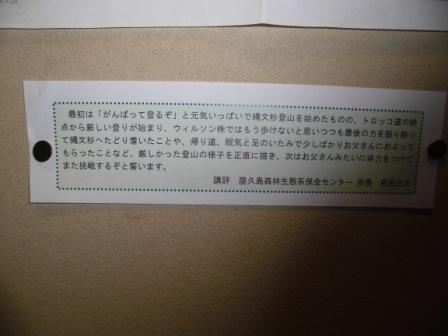 最初は「がんばって登るぞ」と元気いっぱいで縄文杉登山を始めたものの、トロッコ道の終
点から厳しい登りが始まり、ウィルソン株ではもう歩けないと思いつつも最後の力を振り絞っ
て縄文杉へたどり着いたことや、帰り道、眠気と足のいたみで少しばかりお父さんにおぶって
もらったことなど、厳しかった登山の様子を正直に描き、次はお父さんみたいに体力をつけて
また挑戦するぞと誓います。
講評　屋久島森林生態系保全センター 所長